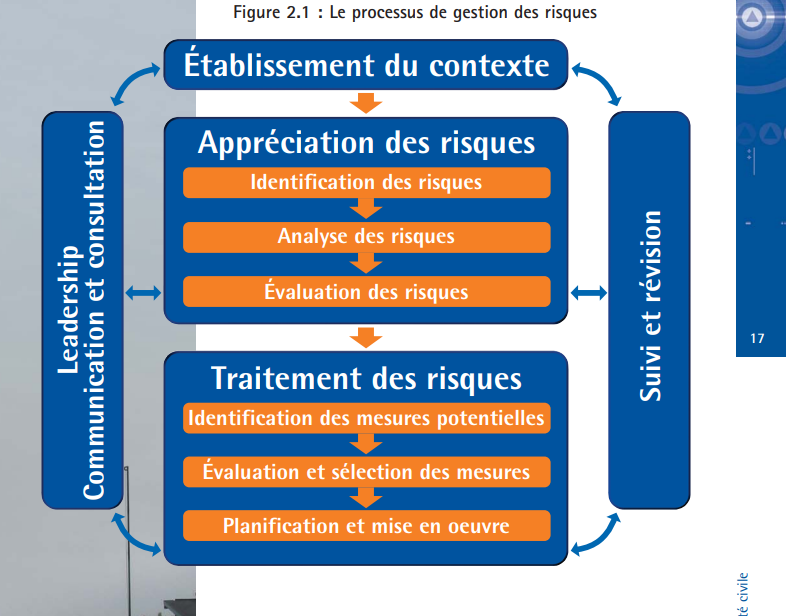 Figure 2.1 : Le processus de gestion des risques
Établissement du contexte
Leadership
Communication et consultation
Appréciation des risques
Identification des risques
Analyse des risques
Évaluation des risques
Suivi et révision
17
Traitement des risques
Identification des mesures potentielles
Évaluation et sélection des mesures
Planification et mise en oeuvre
té civile